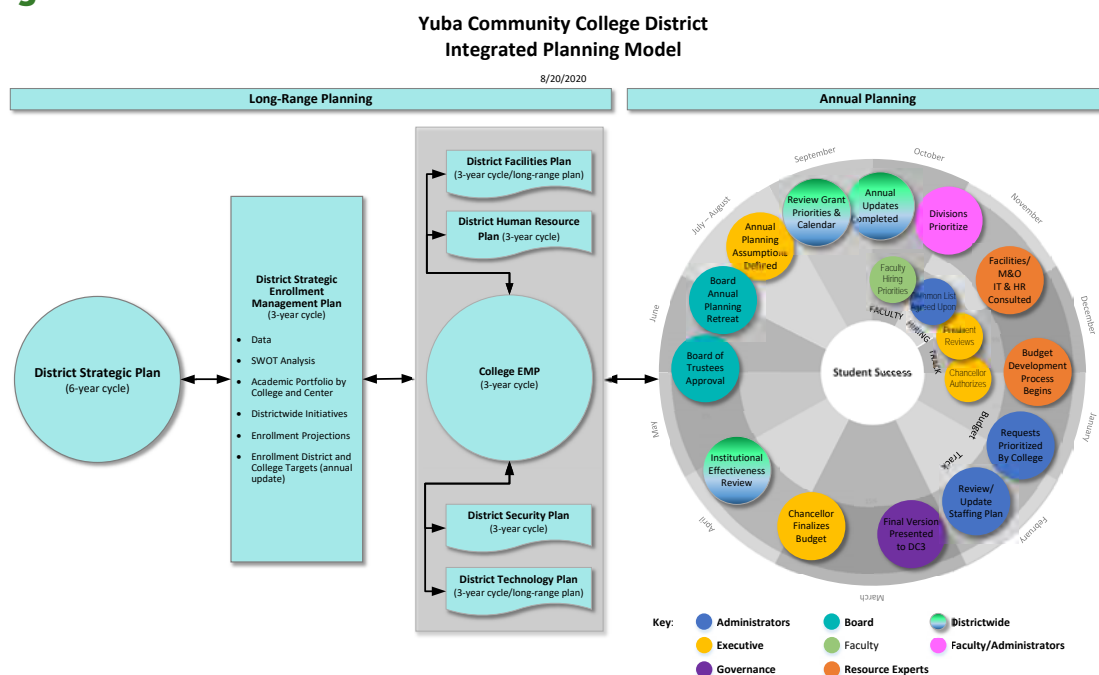 Yuba Community College District
Integrated Planning Model
8/20/2020
Long-Range Planning
Annual Planning
District Strategic Plan
(6-year cycle)
District Strategic
Enrollment
Management Plan
(3-year cycle)
• Data
• SWOT Analysis
• Academic Portfolio by
College and Center
• Districtwide Initiatives
• Enrollment Projections
• Enrollment District and
College Targets (annual
update)
District Facilities Plan
(3-year cycle/long-range plan)
District Human Resource
Plan (3-year cycle)
College EMP
(3-year cycle)
District Security Plan
(3-year cycle)
District Technology Plan
(3-year cycle/long-range plan)
July – August
September
October
November
December
January
February
March
April
May
June
Annual
Planning
Assumptions
Defined
Review Grant
Priorities &
Calendar
Annual
Updates
Completed
Divisions
Prioritize
Facilities/
M&O
IT & HR
Consulted
Budget
Development
Process
Begins
Requests
Prioritized
By College
Review/
Update
Staffing Plan
Final Version
Presented
to DC3
Chancellor
Finalizes
Budget
Institutional
Effectiveness
Review
Board of
Trustees
Approval
Board
Annual
Planning
Retreat
Faculty
Hiring
Priorities
Common List
Agreed Upon
President
Reviews
Chancellor
Authorizes
FACULTY HIRING TRACK
Budget Track
Student Success
Key:
Administrators
Board
Districtwide
Executive
Faculty
Faculty/Administrators
Governance
Resource Experts